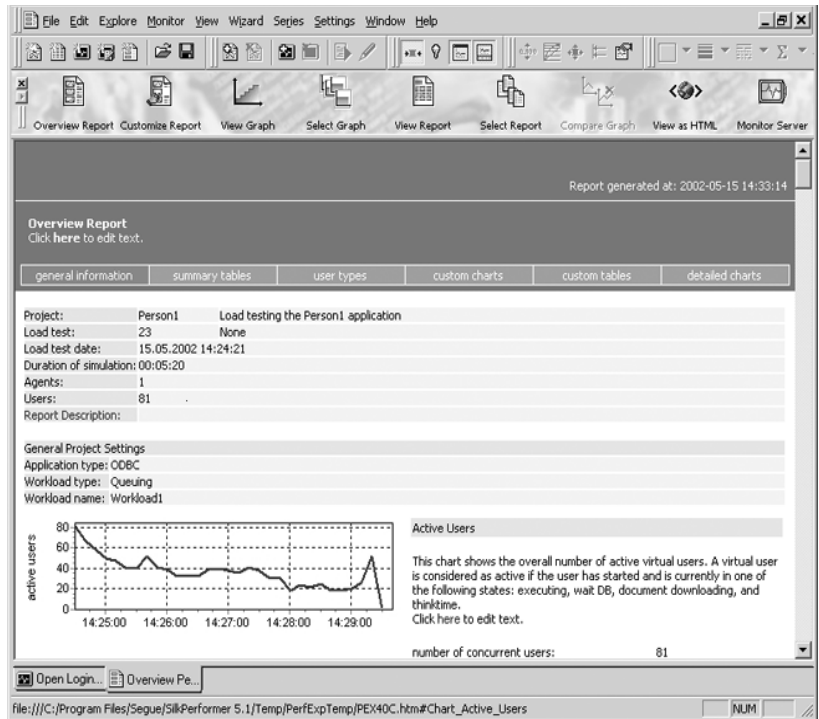 File Edit Explore Monitor View Wizard Series Settings Window Help
Overview Report Customize Report View Graph Select Graph View Report Select Report Compare Graph View as HTML Monitor Server
Report generated at: 2002-05-15 14:33:14
Overview Report
Click here to edit text.
general information summary tables user types custom charts custom tables detailed charts
Project: Person1 Load testing the Person1 application
Load test: 23 None
Load test date: 15.05.2002 14:24:21
Duration of simulation: 00:05:20
Agents: 1
Users: 81
Report Description:
General Project Settings
Application type: ODBC
Workload type: Queuing
Workload name: Workload1
active users
80
60
40
20
0
14:25:00 14:26:00 14:27:00 14:28:00 14:29:00
Active Users
This chart shows the overall number of active virtual users. A virtual user
is considered as active if the user has started and is currently in one of
the following states: executing, wait DB, document downloading, and
thinktime.
Click here to edit text.
number of concurrent users: 81
Open Login... Overview Pe...
file:///C:/Program Files/Segue/SilkPerformer 5.1/Temp/PerfExpTemp/PEX40C.htm#Chart_Active_Users NUM